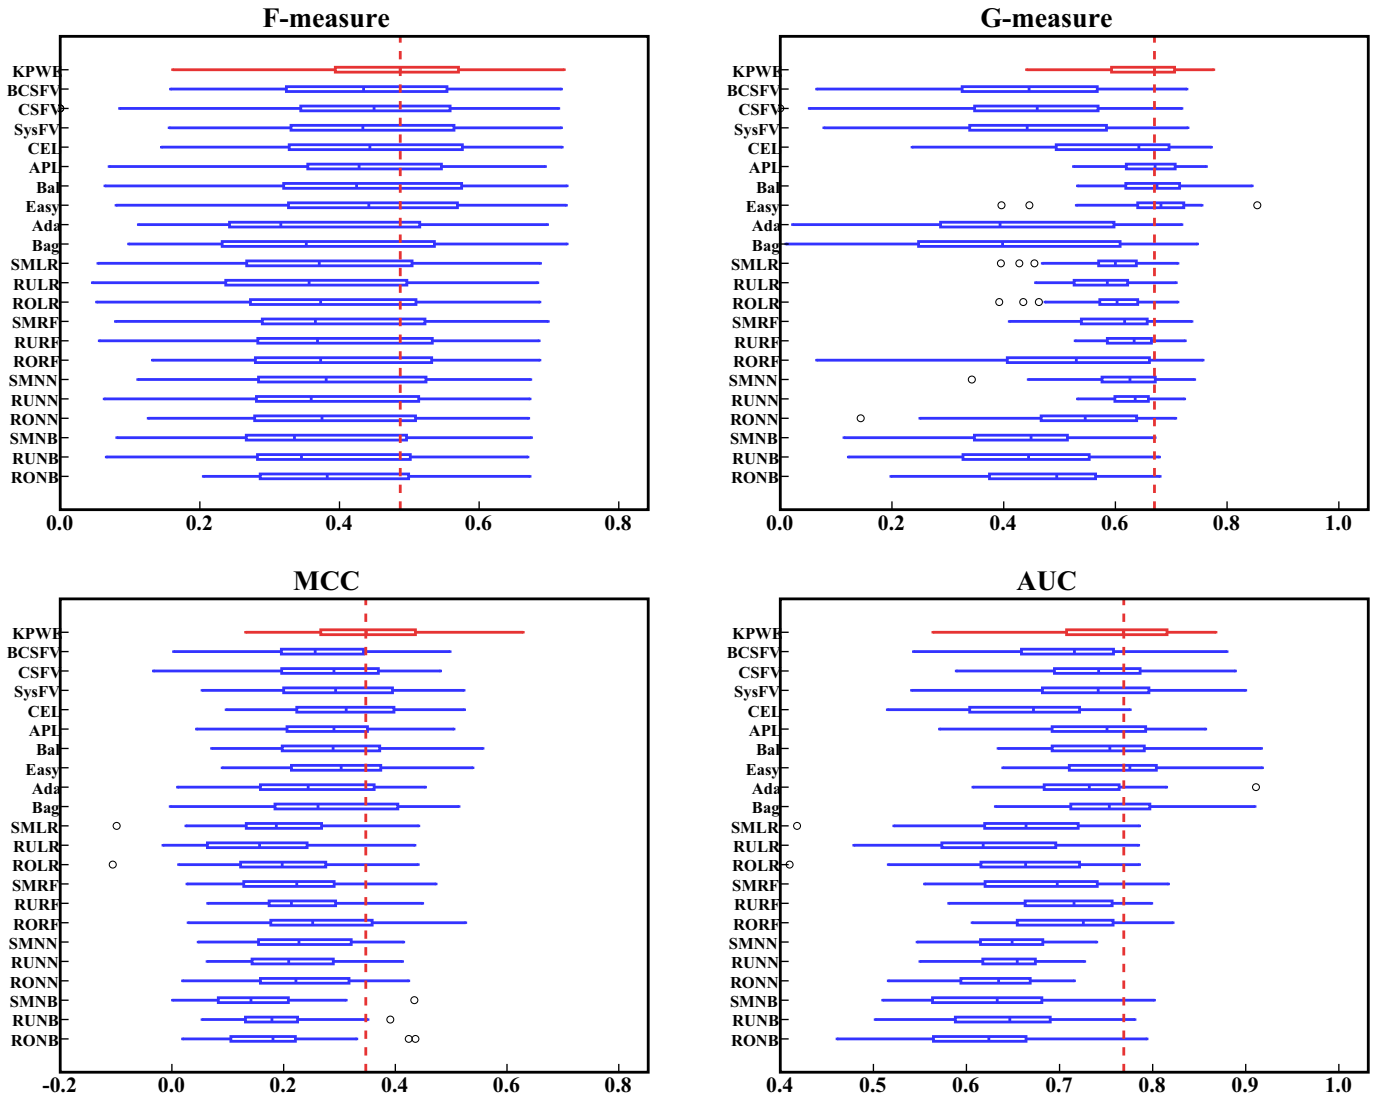 F-measure
KPWE
BCSFV
CSFV
SysFV
CEL
APL
Bal
Easy
Ada
Bag
SMLR
RULR
ROLR
SMRF
RURF
RORF
SMNN
RUNN
RONN
SMNB
RUNB
RONB
0.0 0.2 0.4 0.6 0.8
G-measure
KPWE
BCSFV
CSFV
SysFV
CEL
APL
Bal
Easy
Ada
Bag
SMLR
RULR
ROLR
SMRF
RURF
RORF
SMNN
RUNN
RONN
SMNB
RUNB
RONB
0.0 0.2 0.4 0.6 0.8 1.0
MCC
KPWE
BCSFV
CSFV
SysFV
CEL
APL
Bal
Easy
Ada
Bag
SMLR
RULR
ROLR
SMRF
RURF
RORF
SMNN
RUNN
RONN
SMNB
RUNB
RONB
-0.2 0.0 0.2 0.4 0.6 0.8
AUC
KPWE
BCSFV
CSFV
SysFV
CEL
APL
Bal
Easy
Ada
Bag
SMLR
RULR
ROLR
SMRF
RURF
RORF
SMNN
RUNN
RONN
SMNB
RUNB
RONB
0.4 0.5 0.6 0.7 0.8 0.9 1.0